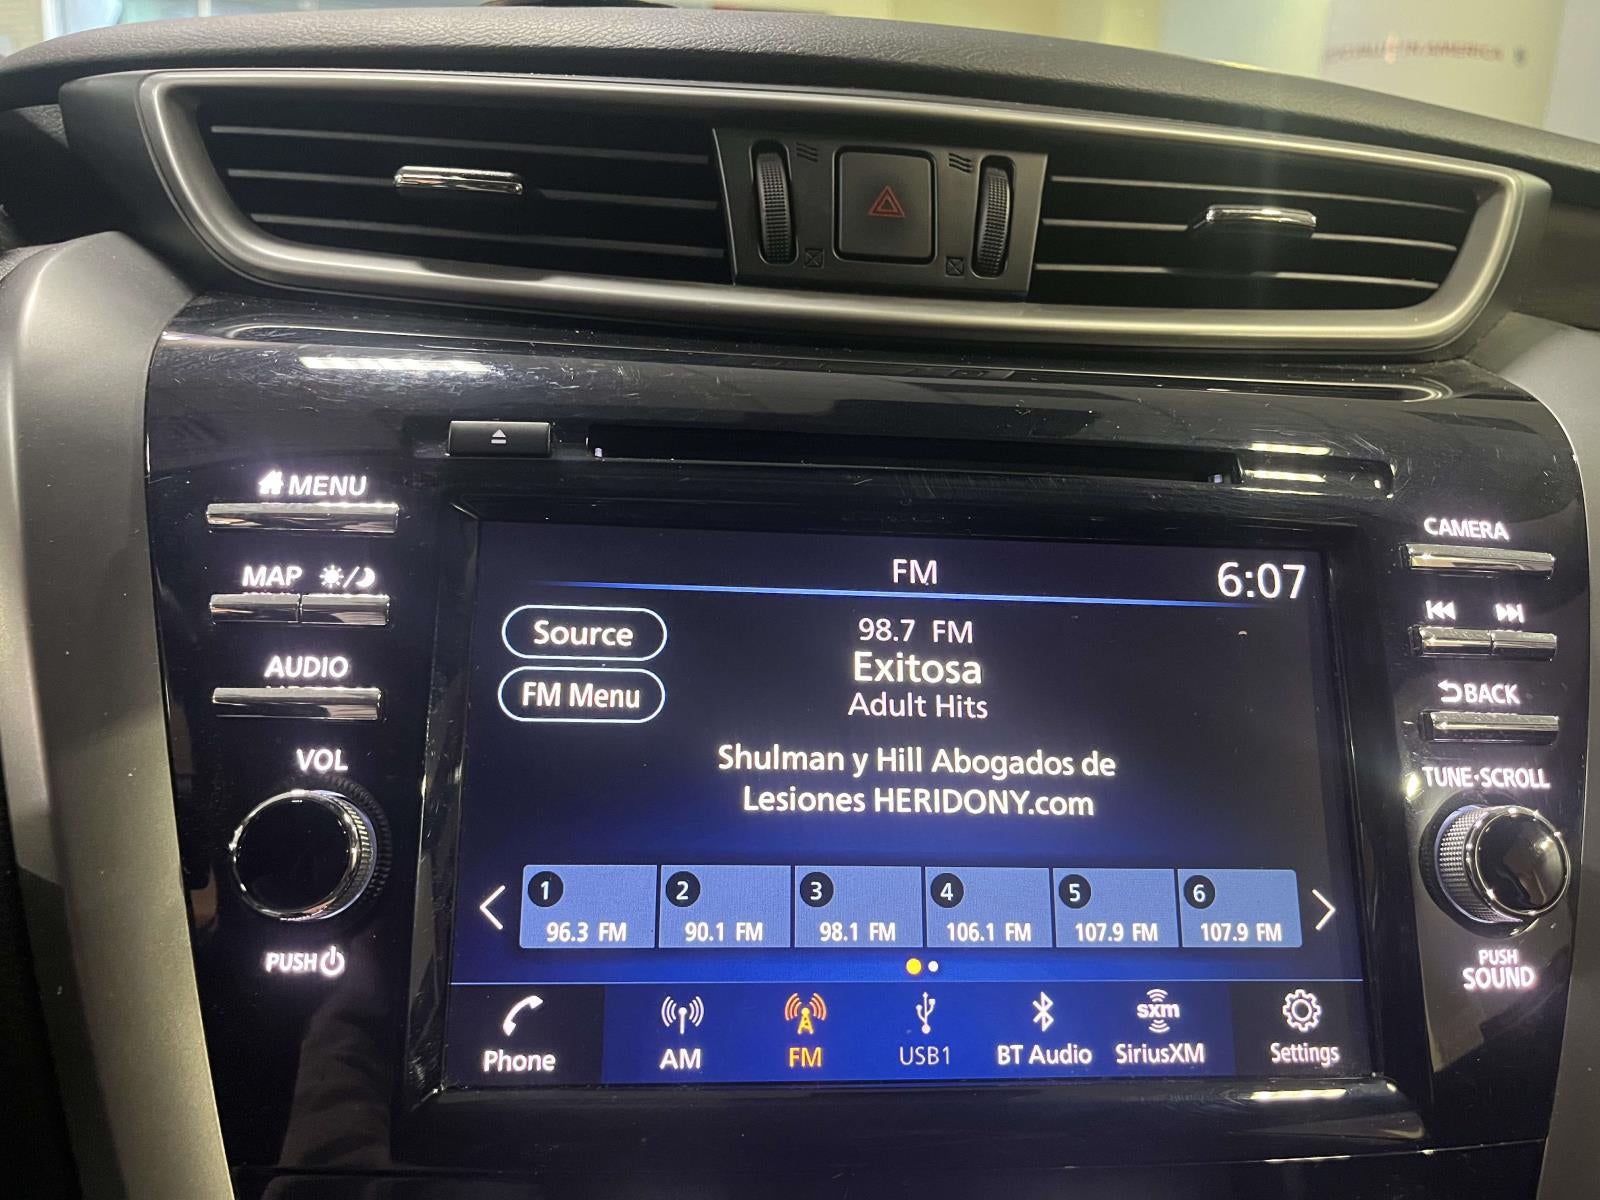 MENU
MAP
AUDIO
VOL
PUSH
FM
6:07
Source
FM Menu
98.7 FM
Exitosa
Adult Hits
Shulman y Hill Abogados de
Lesiones HERIDONY.com
1
2
3
4
5
6
96.3 FM
90.1 FM
98.1 FM
106.1 FM
107.9 FM
107.9 FM
Phone
AM
FM
USB1
BT Audio
sxm
SiriusXM
Settings
CAMERA
BACK
TUNE·SCROLL
PUSH
SOUND